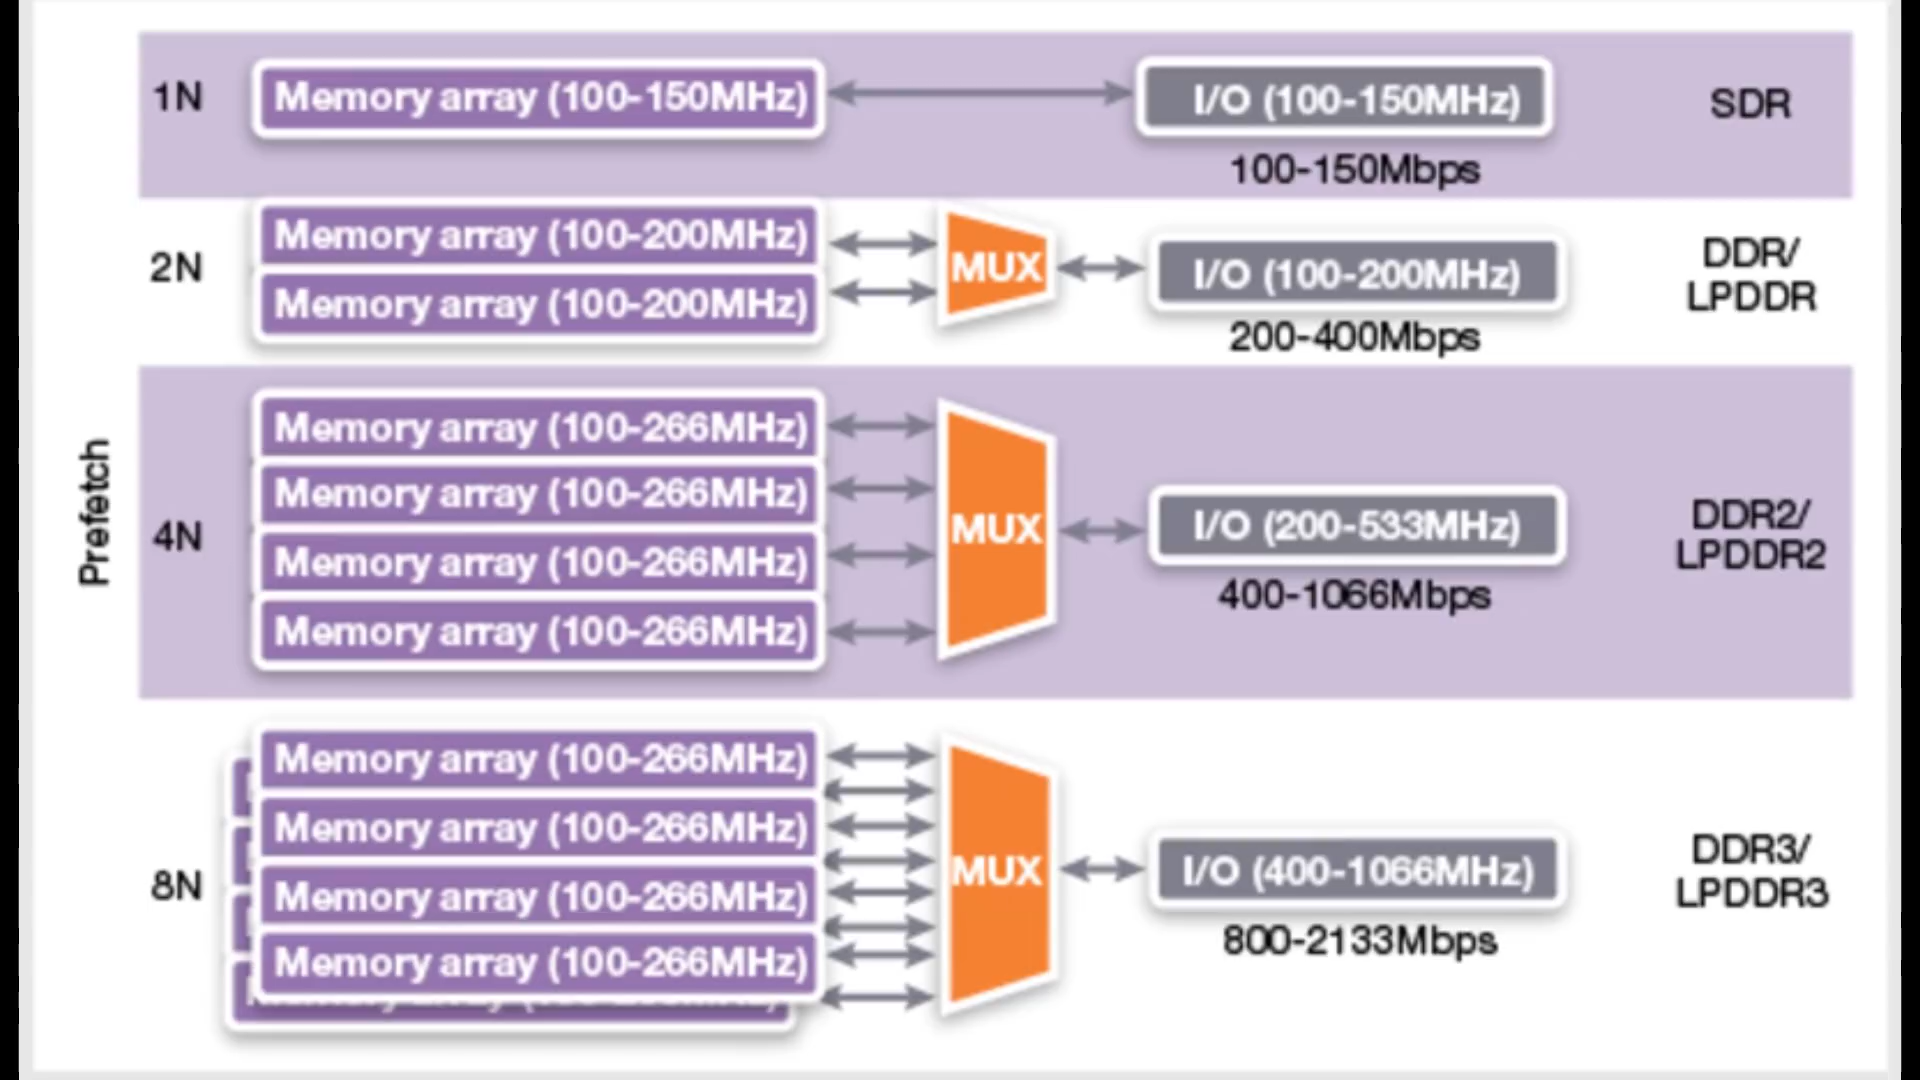 1N
Memory array (100-150MHz)
I/O (100-150MHz)
100-150Mbps
SDR
2N
Memory array (100-200MHz)
Memory array (100-200MHz)
MUX
I/O (100-200MHz)
200-400Mbps
DDR/
LPDDR
Prefetch
4N
Memory array (100-266MHz)
Memory array (100-266MHz)
Memory array (100-266MHz)
Memory array (100-266MHz)
MUX
I/O (200-533MHz)
400-1066Mbps
DDR2/
LPDDR2
8N
Memory array (100-266MHz)
Memory array (100-266MHz)
Memory array (100-266MHz)
Memory array (100-266MHz)
MUX
I/O (400-1066MHz)
800-2133Mbps
DDR3/
LPDDR3